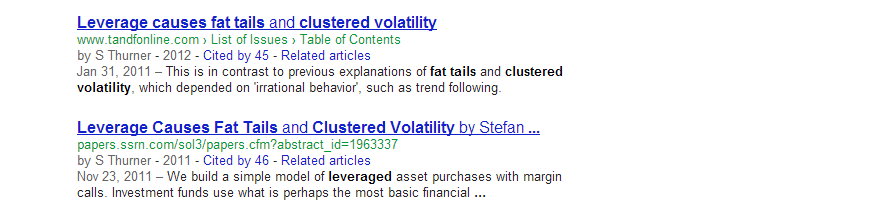 Leverage causes fat tails and clustered volatility
www.tandfonline.com › List of Issues › Table of Contents
by S Thurner - 2012 - Cited by 45 - Related articles
Jan 31, 2011 – This is in contrast to previous explanations of fat tails and clustered
volatility, which depended on 'irrational behavior', such as trend following.
Leverage Causes Fat Tails and Clustered Volatility by Stefan ...
papers.ssrn.com/sol3/papers.cfm?abstract_id=1963337
by S Thurner - 2011 - Cited by 46 - Related articles
Nov 23, 2011 – We build a simple model of leveraged asset purchases with margin
calls. Investment funds use what is perhaps the most basic financial ...